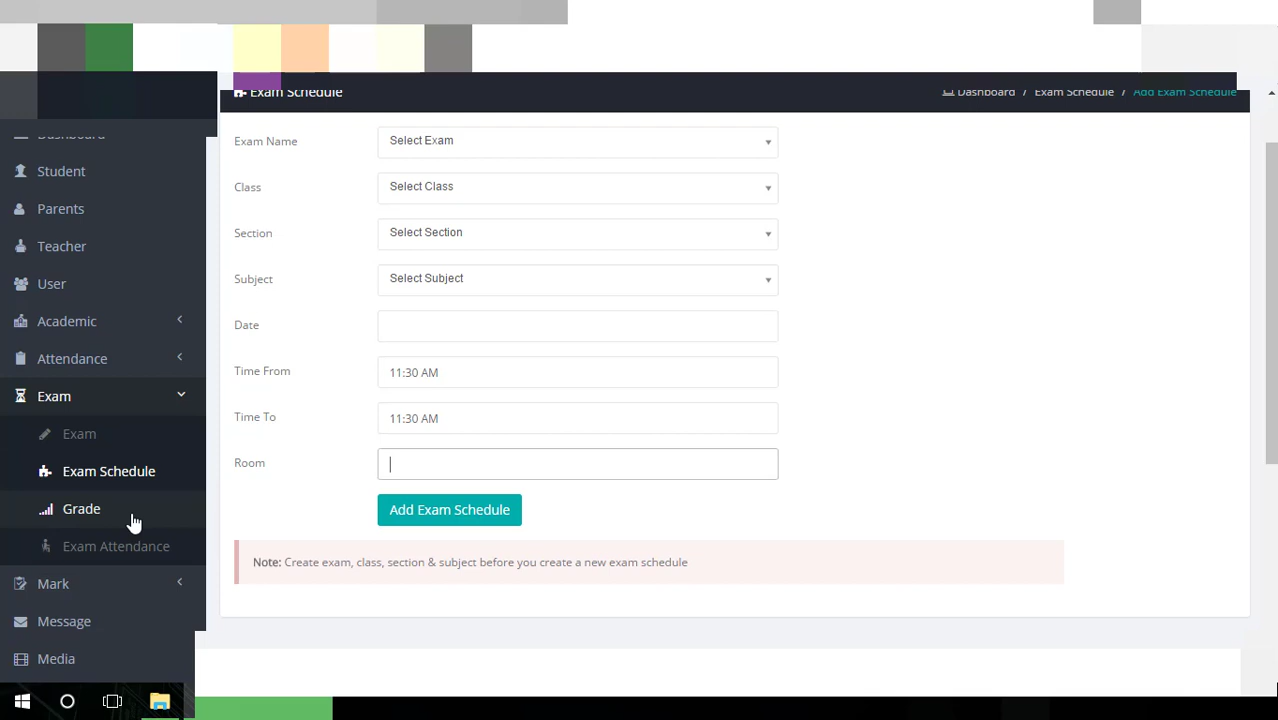 Exam Schedule
Dashboard / Exam Schedule / Add Exam Schedule
Dashboard
Student
Parents
Teacher
User
Academic
Attendance
Exam
Exam
Exam Schedule
Grade
Exam Attendance
Mark
Message
Media
Exam Name Select Exam
Class Select Class
Section Select Section
Subject Select Subject
Date
Time From 11:30 AM
Time To 11:30 AM
Room
Add Exam Schedule
Note: Create exam, class, section & subject before you create a new exam schedule